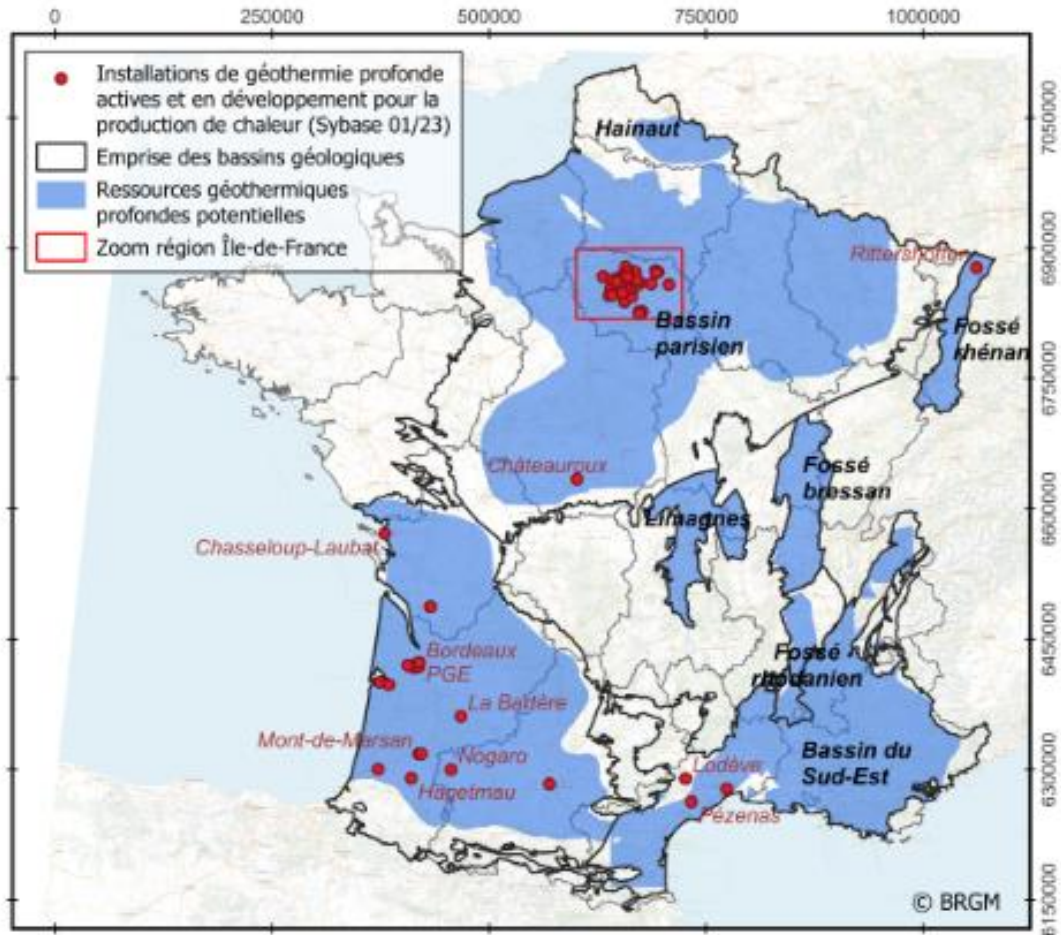 0 250000 500000 750000 1000000
Installations de géothermie profonde
actives et en développement pour la
production de chaleur (Sybase 01/23)
Emprise des bassins géologiques
Ressources géothermiques
profondes potentielles
Zoom région Île-de-France
Hainaut
Rittershoffen
Bassin
parisien
Fossé
rhénan
Châteauroux
Fossé
bressan
Limagnes
Chasseloup-Laubat
Bordeaux
PGE
Fossé
rhodanien
La Baltère
Mont-de-Marsan
Nogaro
Bassin du
Sud-Est
Lodève
Hagetmau
Pézenas
© BRGM
7050000
6900000
6750000
6600000
6450000
6300000
6150000